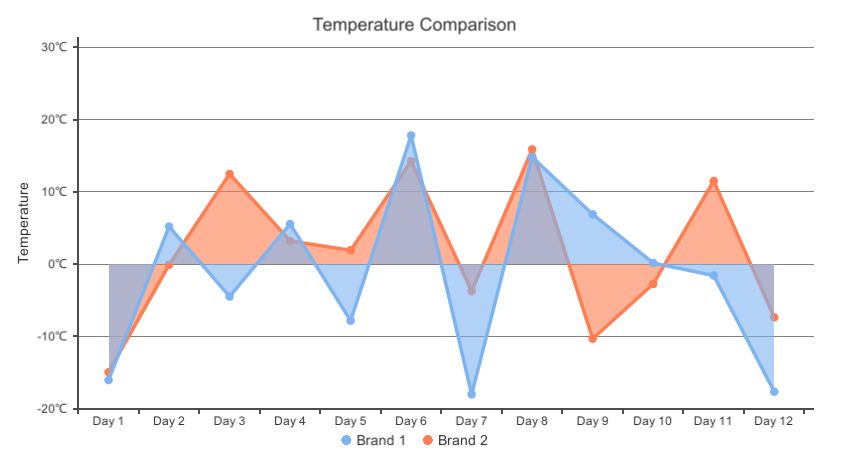 Temperature Comparison
30℃
20℃
10℃
0℃
-10℃
-20℃
Temperature
Day 1 Day 2 Day 3 Day 4 Day 5 Day 6 Day 7 Day 8 Day 9 Day 10 Day 11 Day 12
Brand 1 Brand 2